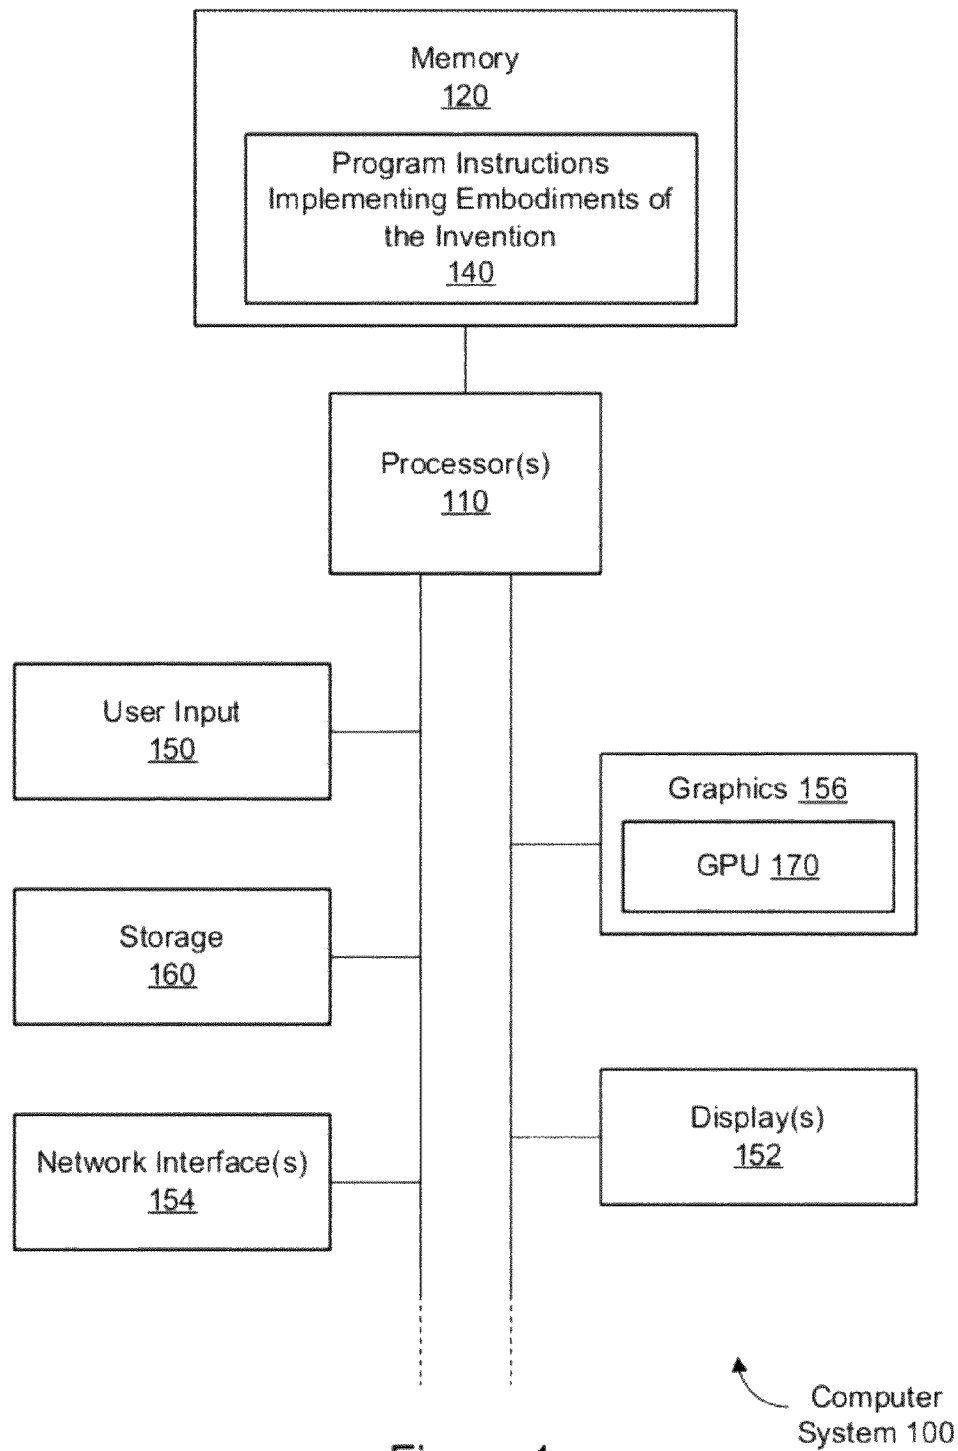 Memory
120
Program Instructions
Implementing Embodiments of
the Invention
140
Processor(s)
110
User Input
150
Graphics 156
GPU 170
Storage
160
Display(s)
152
Network Interface(s)
154
Computer
System 100